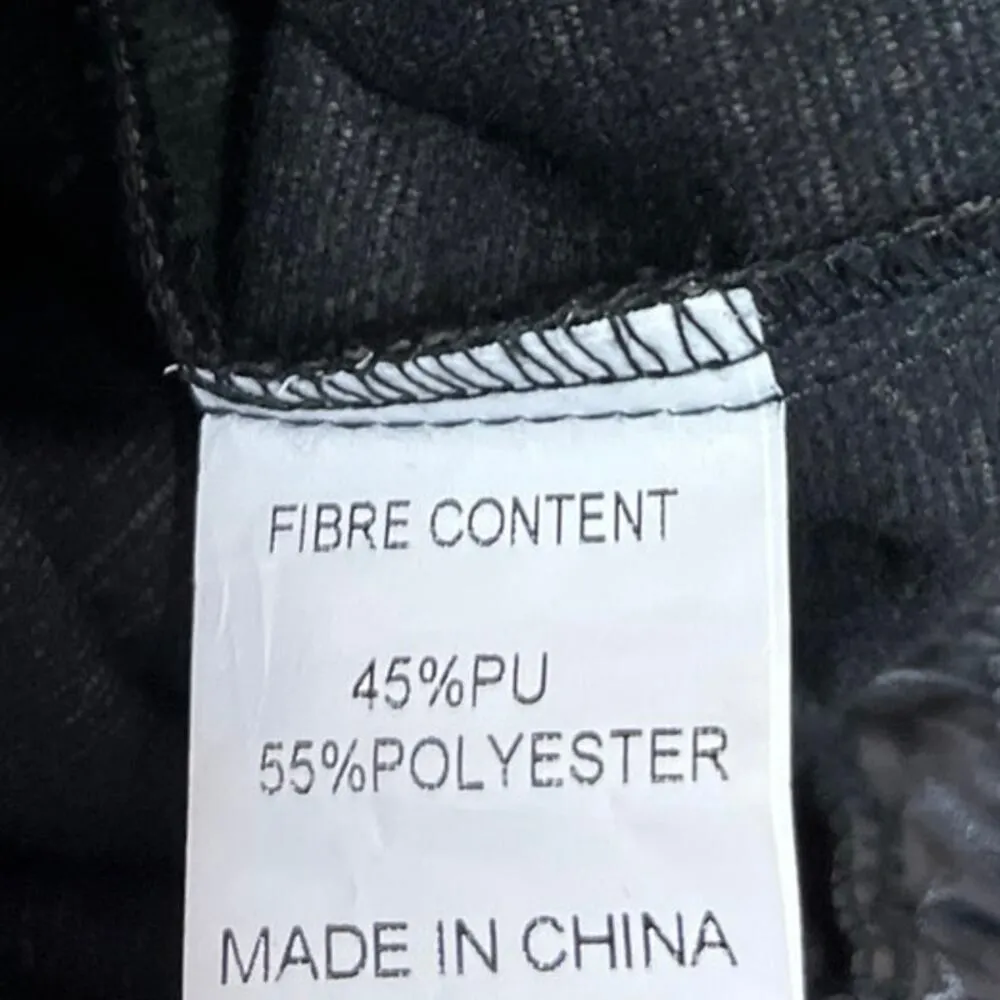 FIBRE CONTENT
45%PU
55%POLYESTER
MADE IN CHINA